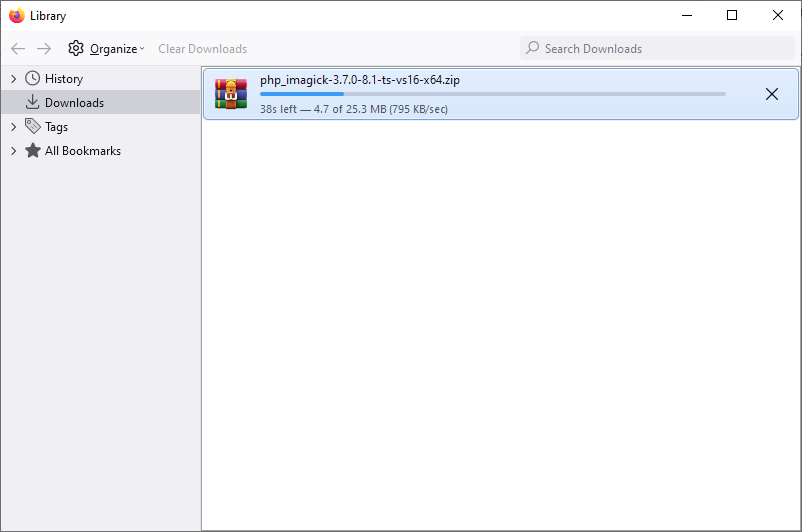 Library
Organize
Clear Downloads
Search Downloads
History
Downloads
Tags
All Bookmarks
php_imagick-3.7.0-8.1-ts-vs16-x64.zip
38s left — 4.7 of 25.3 MB (795 KB/sec)